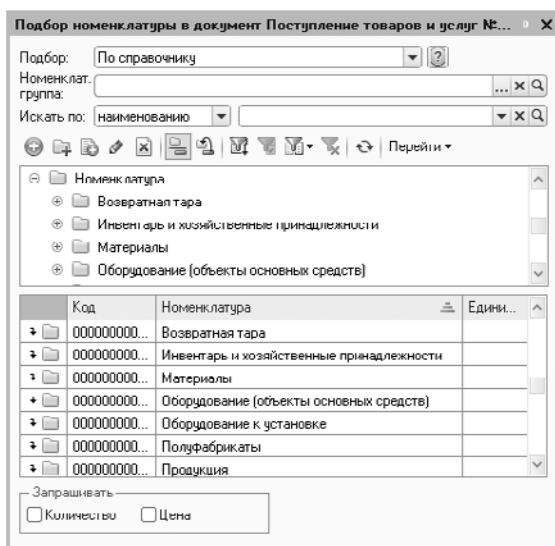 Подбор номенклатуры в документ Поступление товаров и услуг №...
Подбор: По справочнику
Номенклат. группа:
Искать по: наименованию
Перейти
Номенклатура
Возвратная тара
Инвентарь и хозяйственные принадлежности
Материалы
Оборудование (объекты основных средств)
Код Номенклатура Едини...
000000000... Возвратная тара
000000000... Инвентарь и хозяйственные принадлежности
000000000... Материалы
000000000... Оборудование (объекты основных средств)
000000000... Оборудование к установке
000000000... Полуфабрикаты
000000000... Продукция
Запрашивать
Количество Цена